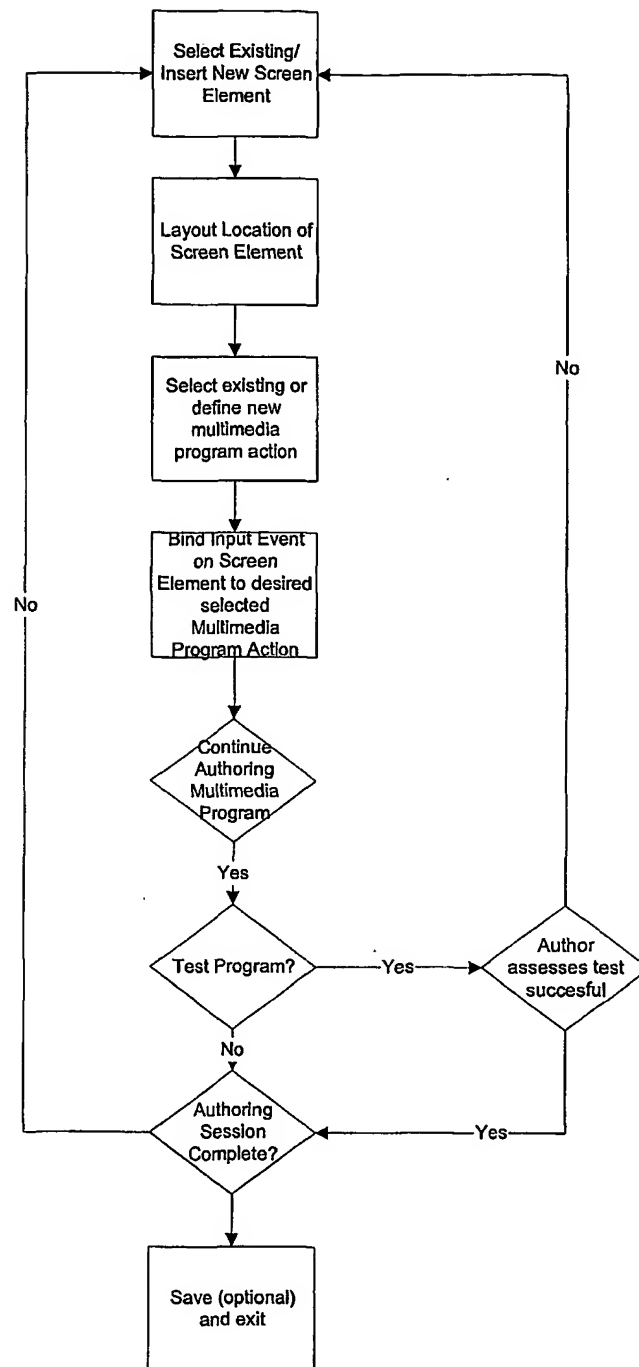 Select Existing/
Insert New Screen
Element
Layout Location of
Screen Element
No
Select existing or
define new
multimedia
program action
No
Bind Input Event
on Screen
Element to desired
selected
Multimedia
Program Action
Continue
Authoring
Multimedia
Program
Yes
Test Program?
Yes
Author
assesses test
succesful
No
Authoring
Session
Complete?
Yes
Save (optional)
and exit